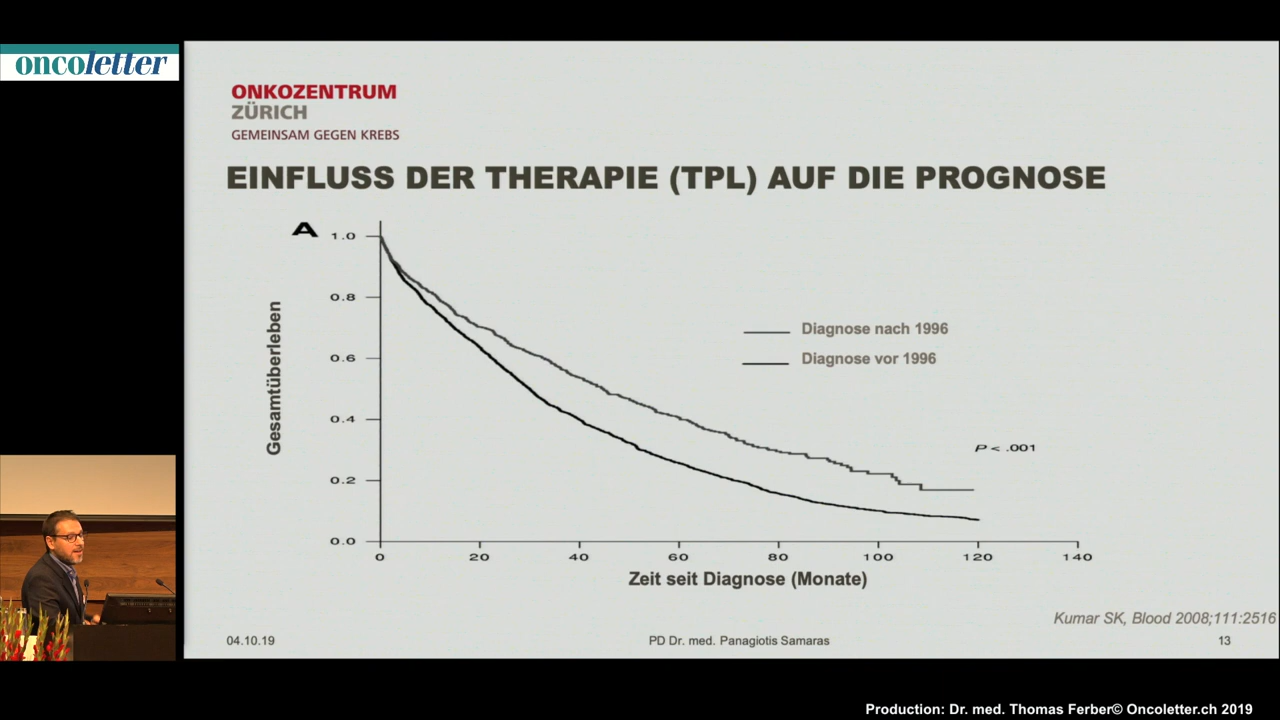 oncoletter
ONKOZENTRUM
ZÜRICH
GEMEINSAM GEGEN KREBS
EINFLUSS DER THERAPIE (TPL) AUF DIE PROGNOSE
A
1.0
0.8
0.6
0.4
0.2
0.0
Gesamtüberleben
Diagnose nach 1996
Diagnose vor 1996
P < .001
0 20 40 60 80 100 120 140
Zeit seit Diagnose (Monate)
Kumar SK, Blood 2008;111:2516
04.10.19
PD Dr. med. Panagiotis Samaras
13
Production: Dr. med. Thomas Ferber© Oncoletter.ch 2019